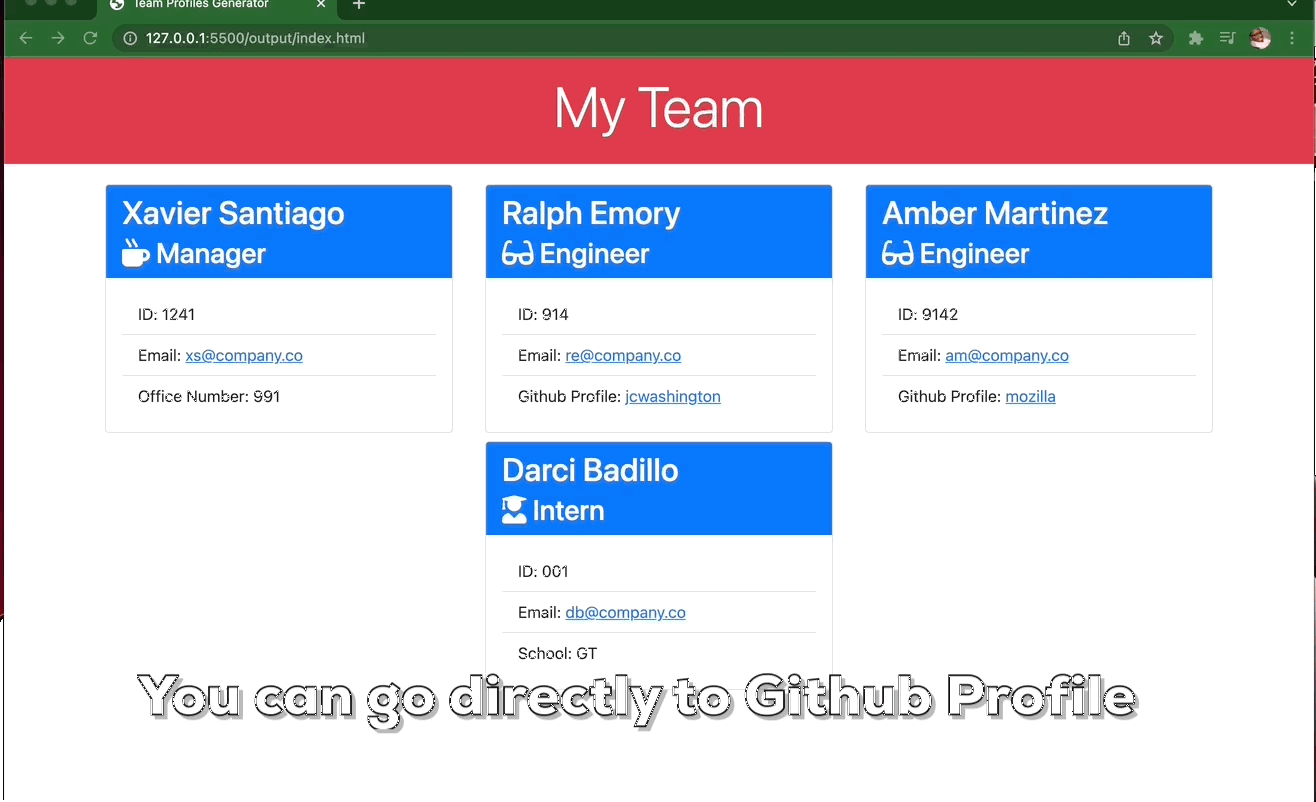 Team Profiles Generator
127.0.0.1:5500/output/index.html
My Team
Xavier Santiago
Manager
ID: 1241
Email: xs@company.co
Office Number: 991
Ralph Emory
Engineer
ID: 914
Email: re@company.co
Github Profile: jcwashington
Amber Martinez
Engineer
ID: 9142
Email: am@company.co
Github Profile: mozilla
Darci Badillo
Intern
ID: 001
Email: db@company.co
School: GT
You can go directly to Github Profile